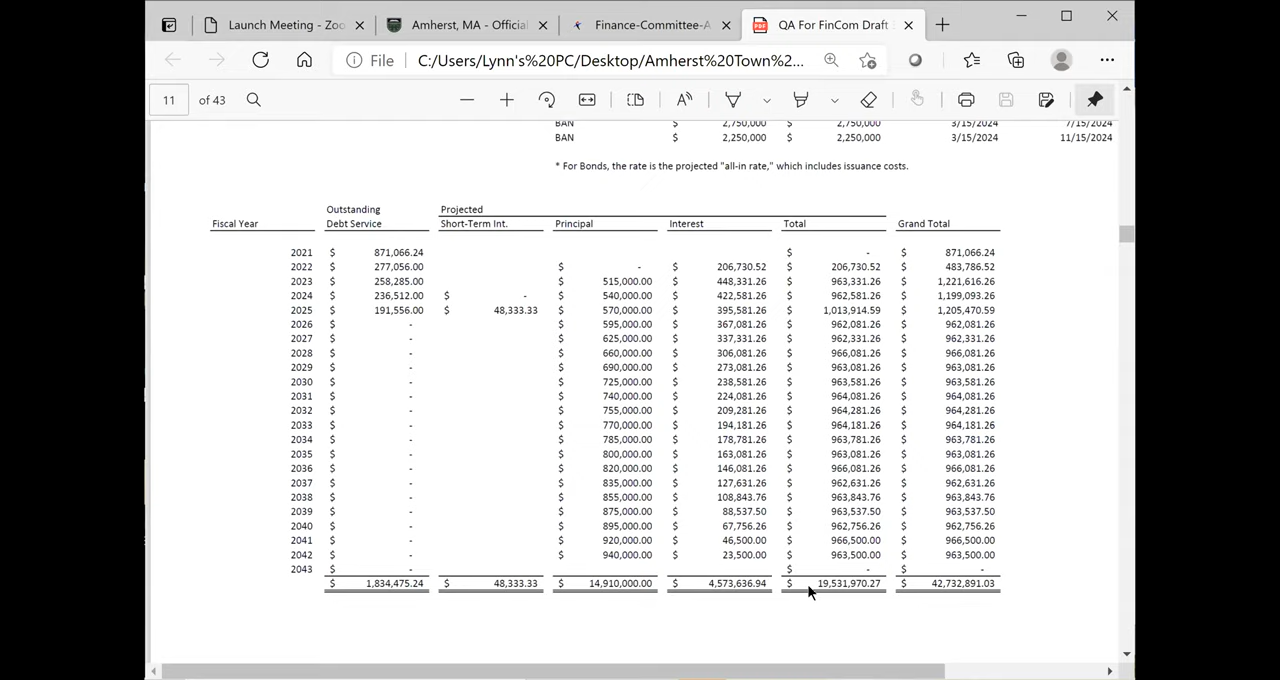 Launch Meeting - Zoo
Amherst, MA - Official
Finance-Committee-A
QA For FinCom Draft
File C:/Users/Lynn's%20PC/Desktop/Amherst%20Town%2...
11 of 43
BAN $ 2,750,000 $ 2,750,000 3/15/2024 7/15/2024
BAN $ 2,250,000 $ 2,250,000 3/15/2024 11/15/2024
* For Bonds, the rate is the projected "all-in rate," which includes issuance costs.
Outstanding Projected
Fiscal Year Debt Service Short-Term Int. Principal Interest Total Grand Total
2021 $ 871,066.24 $ - $ 871,066.24
2022 $ 277,056.00 $ - $ 206,730.52 $ 206,730.52 $ 483,786.52
2023 $ 258,285.00 $ 515,000.00 $ 448,331.26 $ 963,331.26 $ 1,221,616.26
2024 $ 236,512.00 $ - $ 540,000.00 $ 422,581.26 $ 962,581.26 $ 1,199,093.26
2025 $ 191,556.00 $ 48,333.33 $ 570,000.00 $ 395,581.26 $ 1,013,914.59 $ 1,205,470.59
2026 $ - $ 595,000.00 $ 367,081.26 $ 962,081.26 $ 962,081.26
2027 $ - $ 625,000.00 $ 337,331.26 $ 962,331.26 $ 962,331.26
2028 $ - $ 660,000.00 $ 306,081.26 $ 966,081.26 $ 966,081.26
2029 $ - $ 690,000.00 $ 273,081.26 $ 963,081.26 $ 963,081.26
2030 $ - $ 725,000.00 $ 238,581.26 $ 963,581.26 $ 963,581.26
2031 $ - $ 740,000.00 $ 224,081.26 $ 964,081.26 $ 964,081.26
2032 $ - $ 755,000.00 $ 209,281.26 $ 964,281.26 $ 964,281.26
2033 $ - $ 770,000.00 $ 194,181.26 $ 964,181.26 $ 964,181.26
2034 $ - $ 785,000.00 $ 178,781.26 $ 963,781.26 $ 963,781.26
2035 $ - $ 800,000.00 $ 163,081.26 $ 963,081.26 $ 963,081.26
2036 $ - $ 820,000.00 $ 146,081.26 $ 966,081.26 $ 966,081.26
2037 $ - $ 835,000.00 $ 127,631.26 $ 962,631.26 $ 962,631.26
2038 $ - $ 855,000.00 $ 108,843.76 $ 963,843.76 $ 963,843.76
2039 $ - $ 875,000.00 $ 88,537.50 $ 963,537.50 $ 963,537.50
2040 $ - $ 895,000.00 $ 67,756.26 $ 962,756.26 $ 962,756.26
2041 $ - $ 920,000.00 $ 46,500.00 $ 966,500.00 $ 966,500.00
2042 $ - $ 940,000.00 $ 23,500.00 $ 963,500.00 $ 963,500.00
2043 $ - $ - $ -
$ 1,834,475.24 $ 48,333.33 $ 14,910,000.00 $ 4,573,636.94 $ 19,531,970.27 $ 42,732,891.03